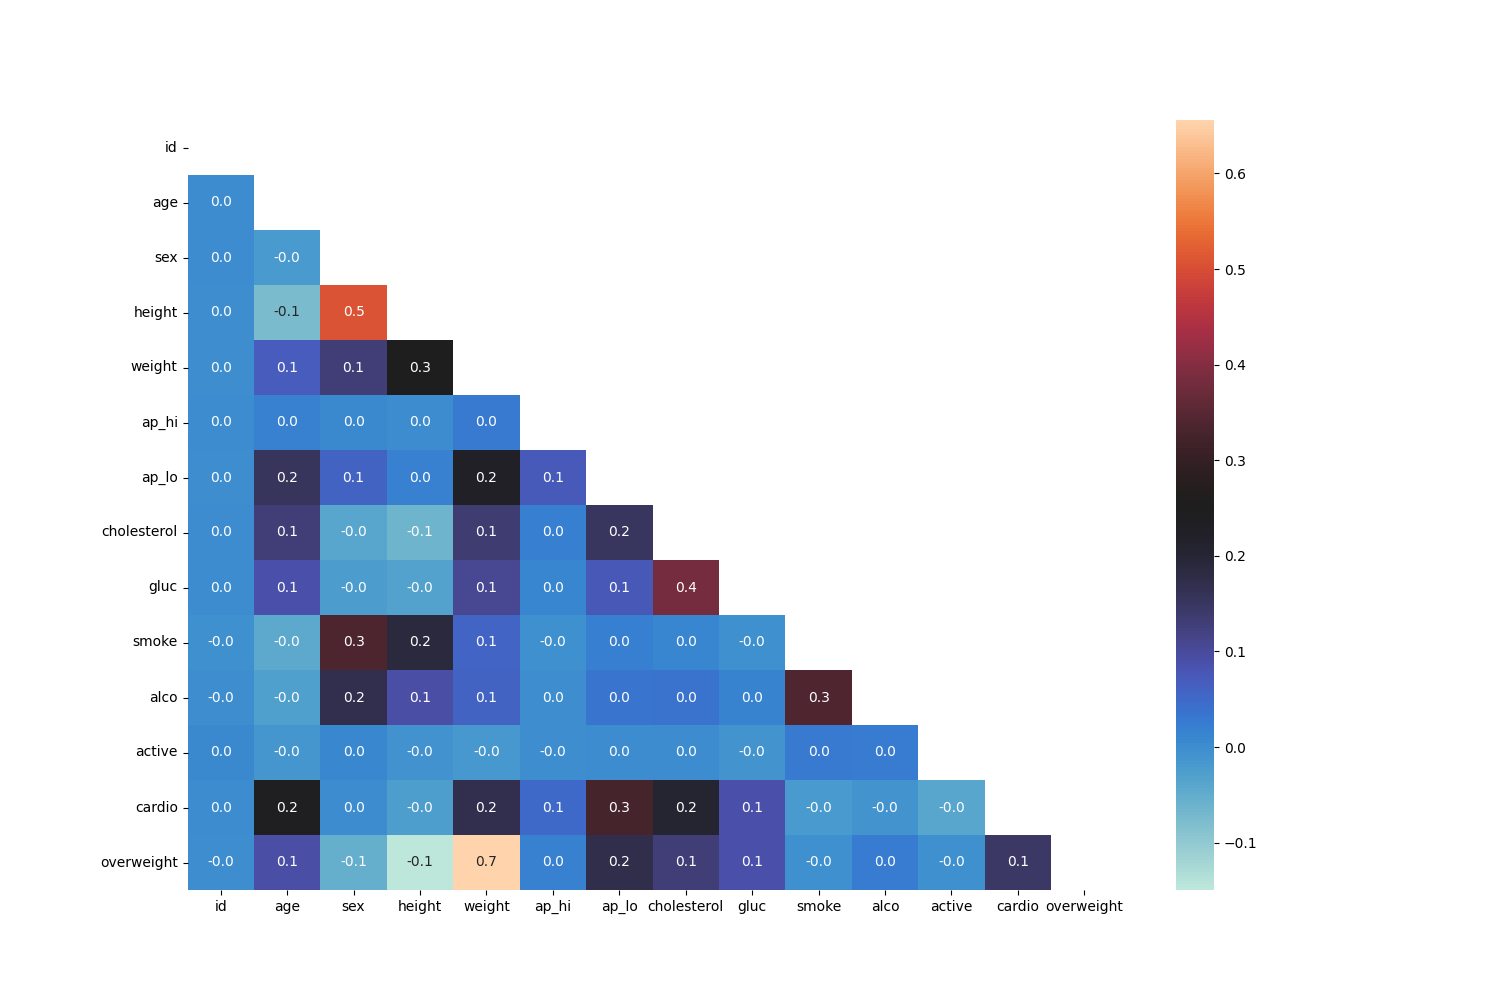 id
age 0.0
sex 0.0 -0.0
height 0.0 -0.1 0.5
weight 0.0 0.1 0.1 0.3
ap_hi 0.0 0.0 0.0 0.0 0.0
ap_lo 0.0 0.2 0.1 0.0 0.2 0.1
cholesterol 0.0 0.1 -0.0 -0.1 0.1 0.0 0.2
gluc 0.0 0.1 -0.0 -0.0 0.1 0.0 0.1 0.4
smoke -0.0 -0.0 0.3 0.2 0.1 -0.0 0.0 0.0 -0.0
alco -0.0 -0.0 0.2 0.1 0.1 0.0 0.0 0.0 0.0 0.3
active 0.0 -0.0 0.0 -0.0 -0.0 -0.0 0.0 0.0 -0.0 0.0 0.0
cardio 0.0 0.2 0.0 -0.0 0.2 0.1 0.3 0.2 0.1 -0.0 -0.0 -0.0
overweight -0.0 0.1 -0.1 -0.1 0.7 0.0 0.2 0.1 0.1 -0.0 0.0 -0.0 0.1
id age sex height weight ap_hi ap_lo cholesterol gluc smoke alco active cardio overweight
0.6
0.5
0.4
0.3
0.2
0.1
0.0
−0.1